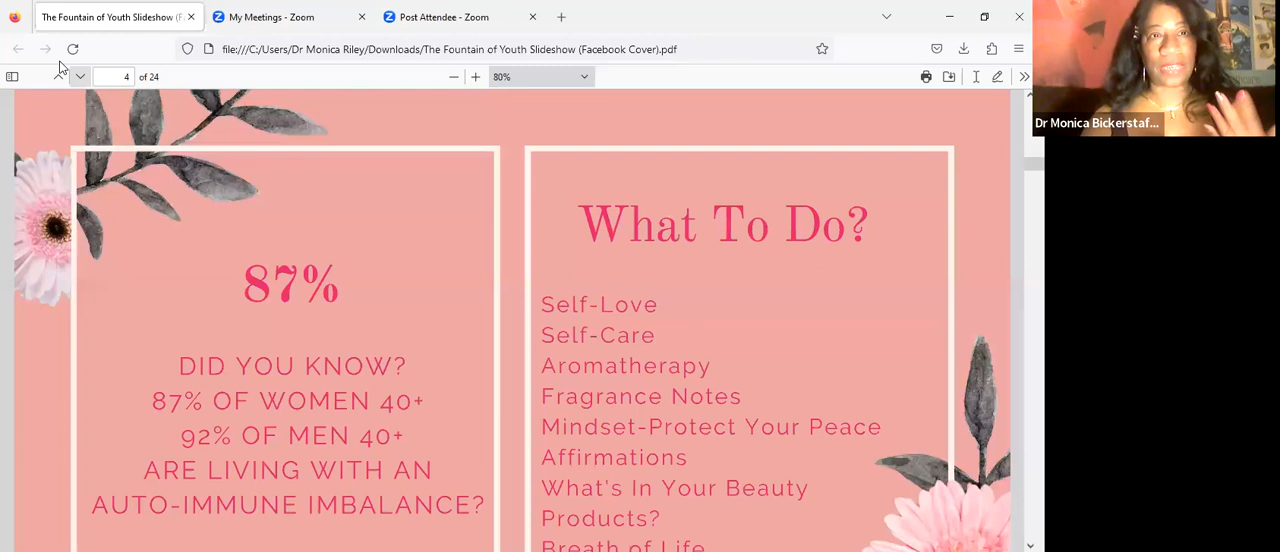 The Fountain of Youth Slideshow (F
My Meetings - Zoom
Post Attendee - Zoom
file:///C:/Users/Dr Monica Riley/Downloads/The Fountain of Youth Slideshow (Facebook Cover).pdf
4 of 24
80%
Dr Monica Bickerstaf...
87%
DID YOU KNOW?
87% OF WOMEN 40+
92% OF MEN 40+
ARE LIVING WITH AN
AUTO-IMMUNE IMBALANCE?
What To Do?
Self-Love
Self-Care
Aromatherapy
Fragrance Notes
Mindset-Protect Your Peace
Affirmations
What's In Your Beauty
Products?
Breath of Life